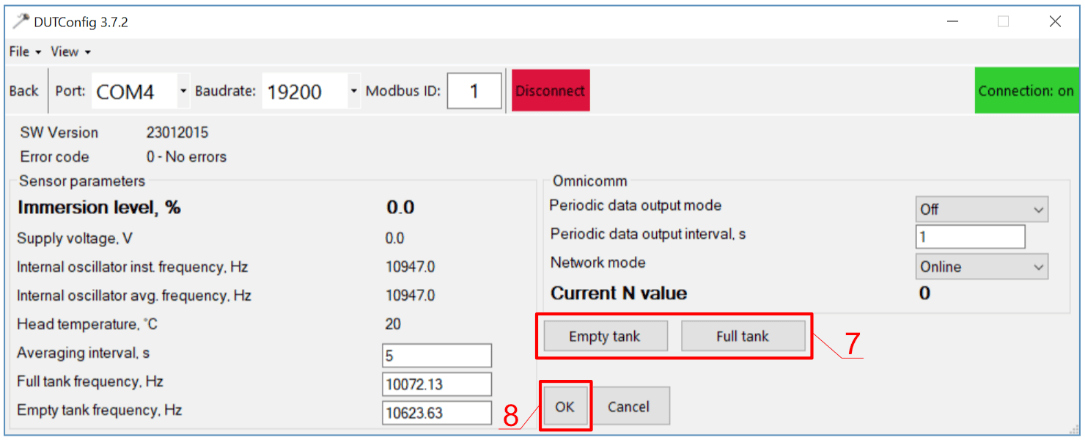 DUTConfig 3.7.2
File View
Back Port: COM4 Baudrate: 19200 Modbus ID: 1 Disconnect Connection: on
SW Version 23012015
Error code 0 - No errors
Sensor parameters
Immersion level, % 0.0
Supply voltage, V 0.0
Internal oscillator inst. frequency, Hz 10947.0
Internal oscillator avg. frequency, Hz 10947.0
Head temperature, °C 20
Averaging interval, s 5
Full tank frequency, Hz 10072.13
Empty tank frequency, Hz 10623.63
Omnicomm
Periodic data output mode Off
Periodic data output interval, s 1
Network mode Online
Current N value 0
Empty tank Full tank 7
8 OK Cancel